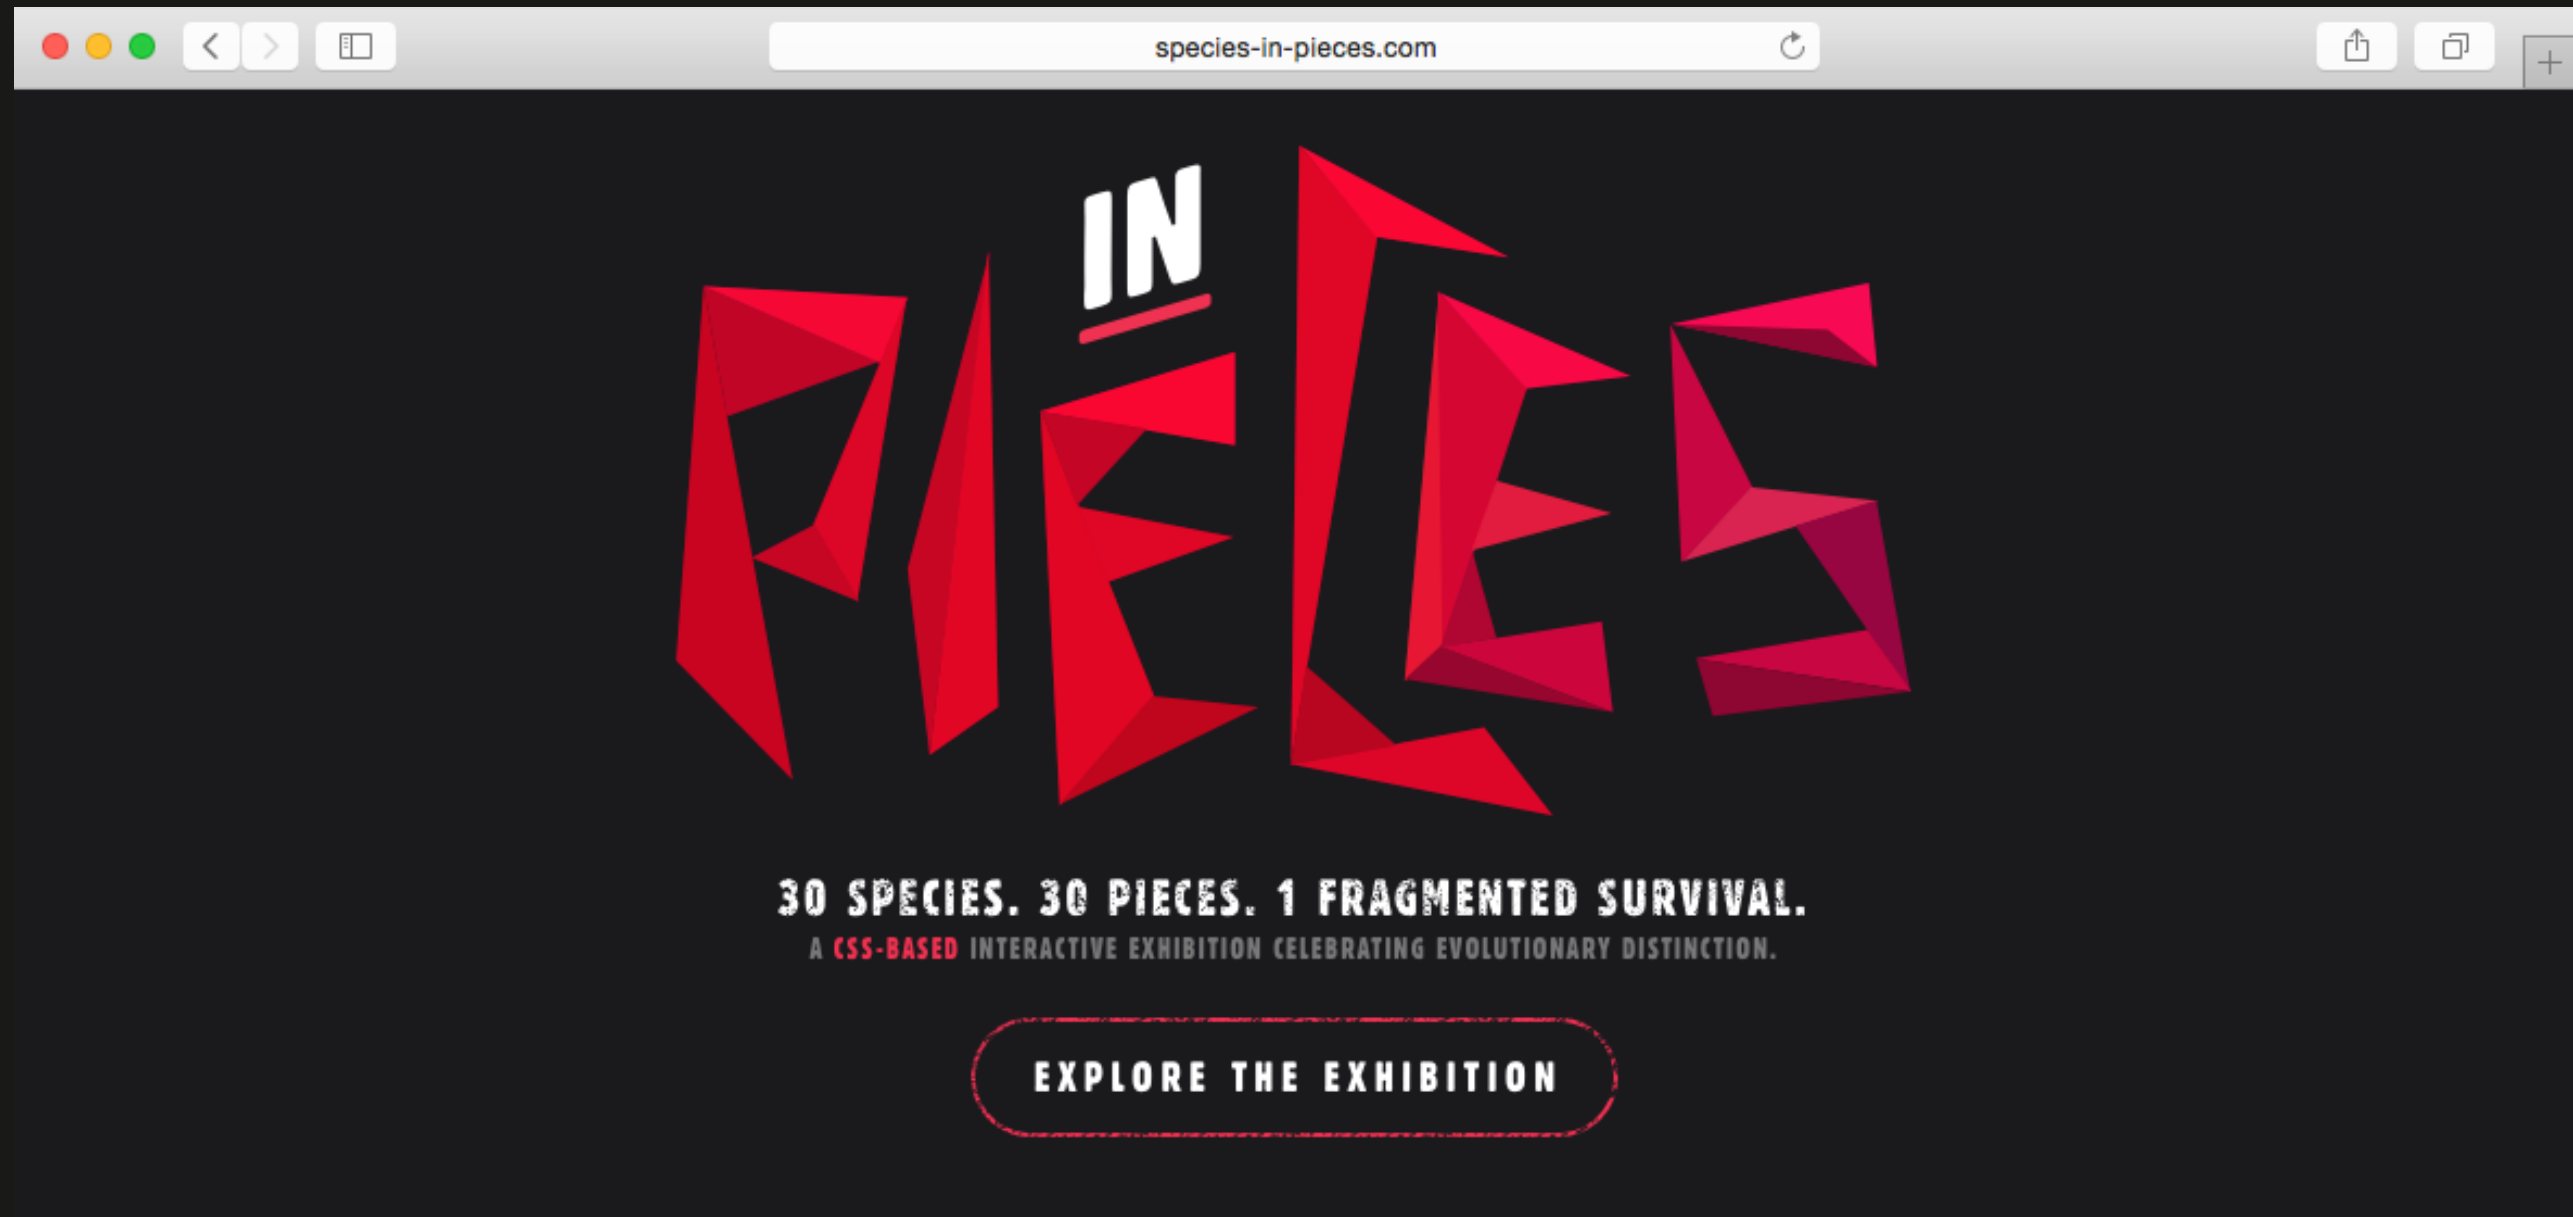 species-in-pieces.com
IN
PIECES
30 SPECIES. 30 PIECES. 1 FRAGMENTED SURVIVAL.
A CSS-BASED INTERACTIVE EXHIBITION CELEBRATING EVOLUTIONARY DISTINCTION.
EXPLORE THE EXHIBITION